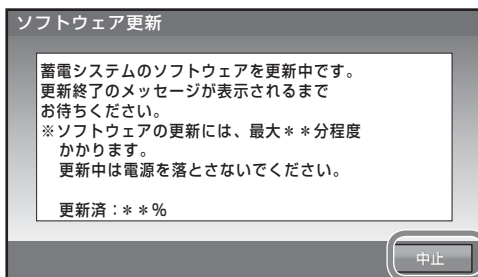 ソフトウェア更新
蓄電システムのソフトウェアを更新中です。
更新終了のメッセージが表示されるまで
お待ちください。
※ソフトウェアの更新には、最大＊＊分程度
かかります。
更新中は電源を落とさないでください。
更新済：＊＊％
中止